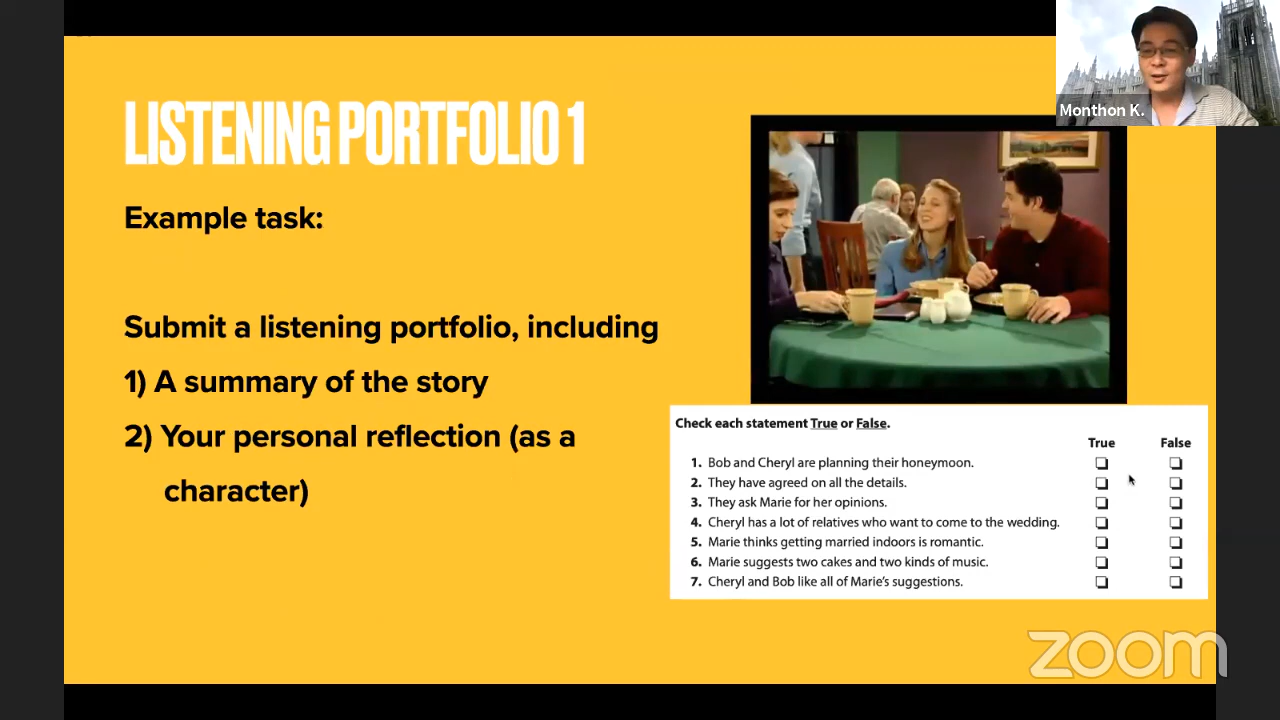 Monthon K.
LISTENING PORTFOLIO 1
Example task:
Submit a listening portfolio, including
1) A summary of the story
2) Your personal reflection (as a
character)
Check each statement True or False.
True False
1. Bob and Cheryl are planning their honeymoon.
2. They have agreed on all the details.
3. They ask Marie for her opinions.
4. Cheryl has a lot of relatives who want to come to the wedding.
5. Marie thinks getting married indoors is romantic.
6. Marie suggests two cakes and two kinds of music.
7. Cheryl and Bob like all of Marie's suggestions.
zoom